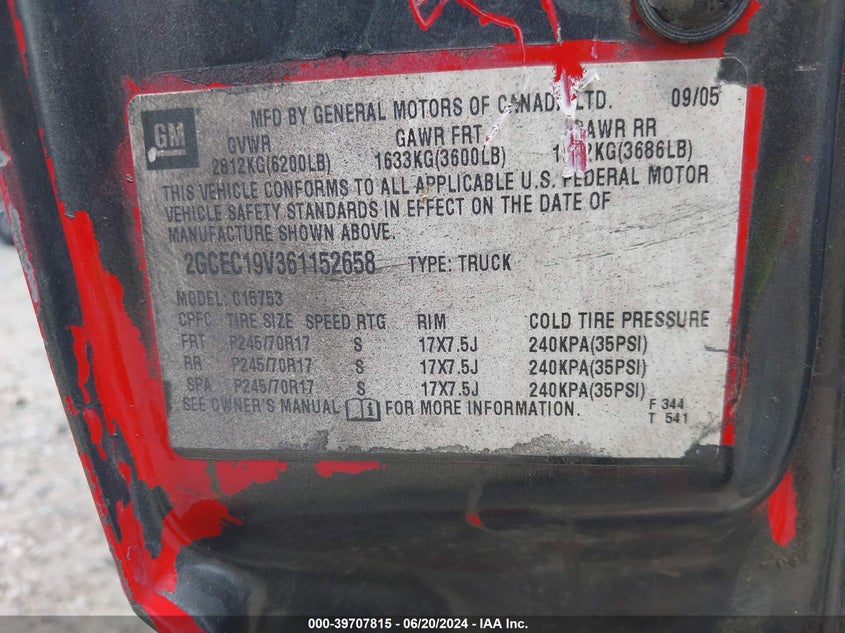 MFD BY GENERAL MOTORS OF CANADA LTD. 09/05
GM
GVWR GAWR FRT GAWR RR
2812KG(6200LB) 1633KG(3600LB) (3686LB)
THIS VEHICLE CONFORMS TO ALL APPLICABLE U.S. FEDERAL MOTOR
VEHICLE SAFETY STANDARDS IN EFFECT ON THE DATE OF
MANUFACTURE SHOWN ABOVE.
2GCEC19V361152658 TYPE: TRUCK
MODEL: C15753
CPFC TIRE SIZE SPEED RTG RIM COLD TIRE PRESSURE
FRT P245/70R17 S 17X7.5J 240KPA(35PSI)
RR P245/70R17 S 17X7.5J 240KPA(35PSI)
SPA P245/70R17 S 17X7.5J 240KPA(35PSI)
SEE OWNER'S MANUAL FOR MORE INFORMATION.
F 344
T 541
000-39707815 - 06/20/2024 - IAA Inc.